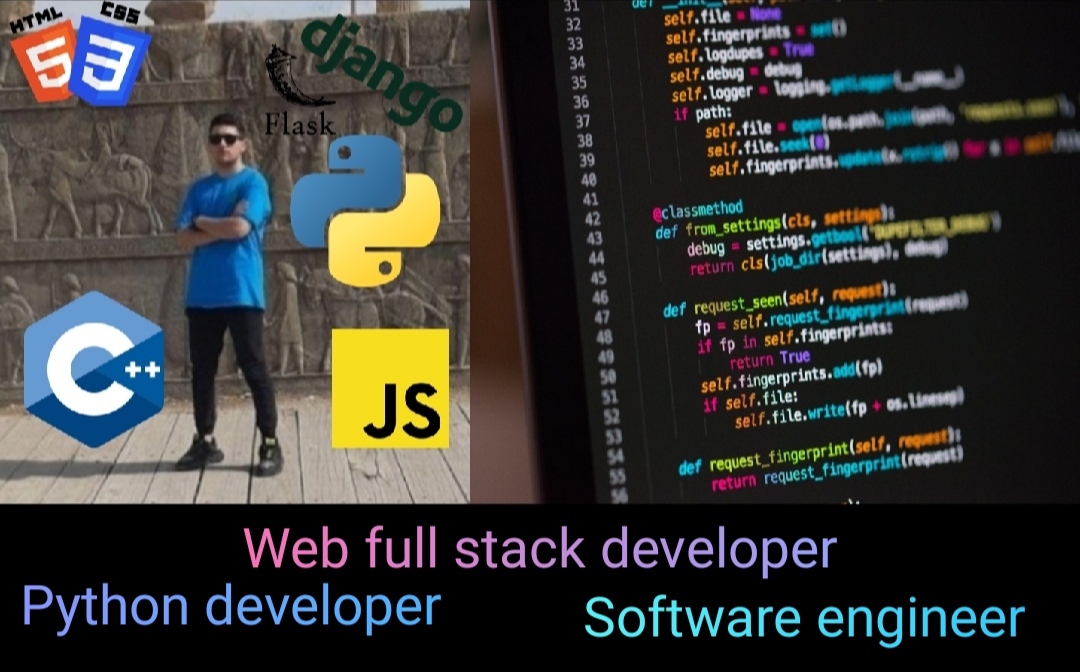 HTML
CSS
5
3
django
Flask
C++
JS
31 def __init__(self,
32 self.file = None
33 self.fingerprints = set()
34 self.logdupes = True
35 self.debug = debug
36 self.logger = logging.getLogger(__name__)
37 if path:
38 self.file = open(os.path.join(path,
39 self.file.seek(0)
40 self.fingerprints.update(
41
42 @classmethod
43 def from_settings(cls, settings):
44 debug = settings.getbool(
45 return cls(job_dir(settings), debug)
46
47 def request_seen(self, request):
48 fp = self.request_fingerprint(request)
49 if fp in self.fingerprints:
50 return True
51 self.fingerprints.add(fp)
52 if self.file:
53 self.file.write(fp + os.linesep)
54
55 def request_fingerprint(self, request):
56 return request_fingerprint(request)
Web full stack developer
Python developer
Software engineer